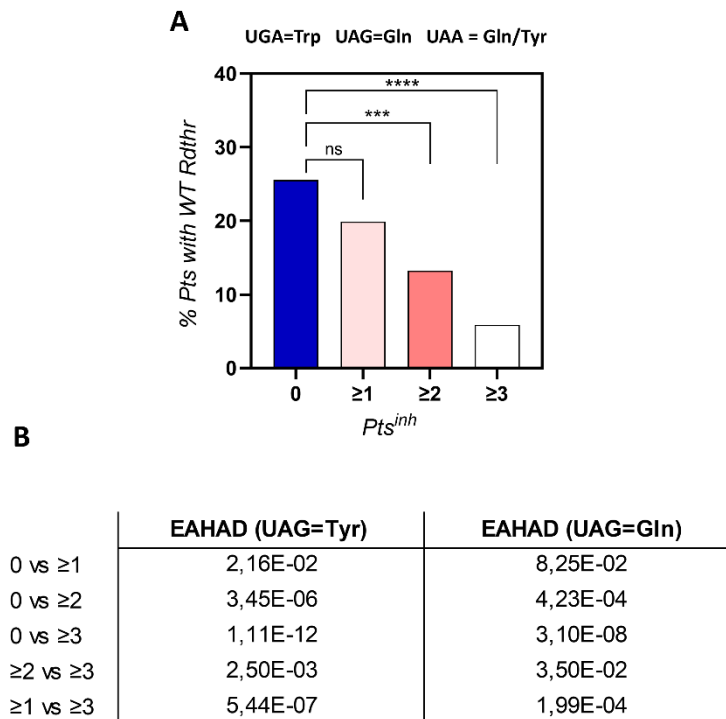 A
UGA=Trp UAG=Gln UAA = Gln/Tyr
% Pts with WT Rdthr
40
30
20
10
0
****
***
ns
0 ≥1 ≥2 ≥3
Pts^inh
B
EAHAD (UAG=Tyr) EAHAD (UAG=Gln)
0 vs ≥1 2,16E-02 8,25E-02
0 vs ≥2 3,45E-06 4,23E-04
0 vs ≥3 1,11E-12 3,10E-08
≥2 vs ≥3 2,50E-03 3,50E-02
≥1 vs ≥3 5,44E-07 1,99E-04